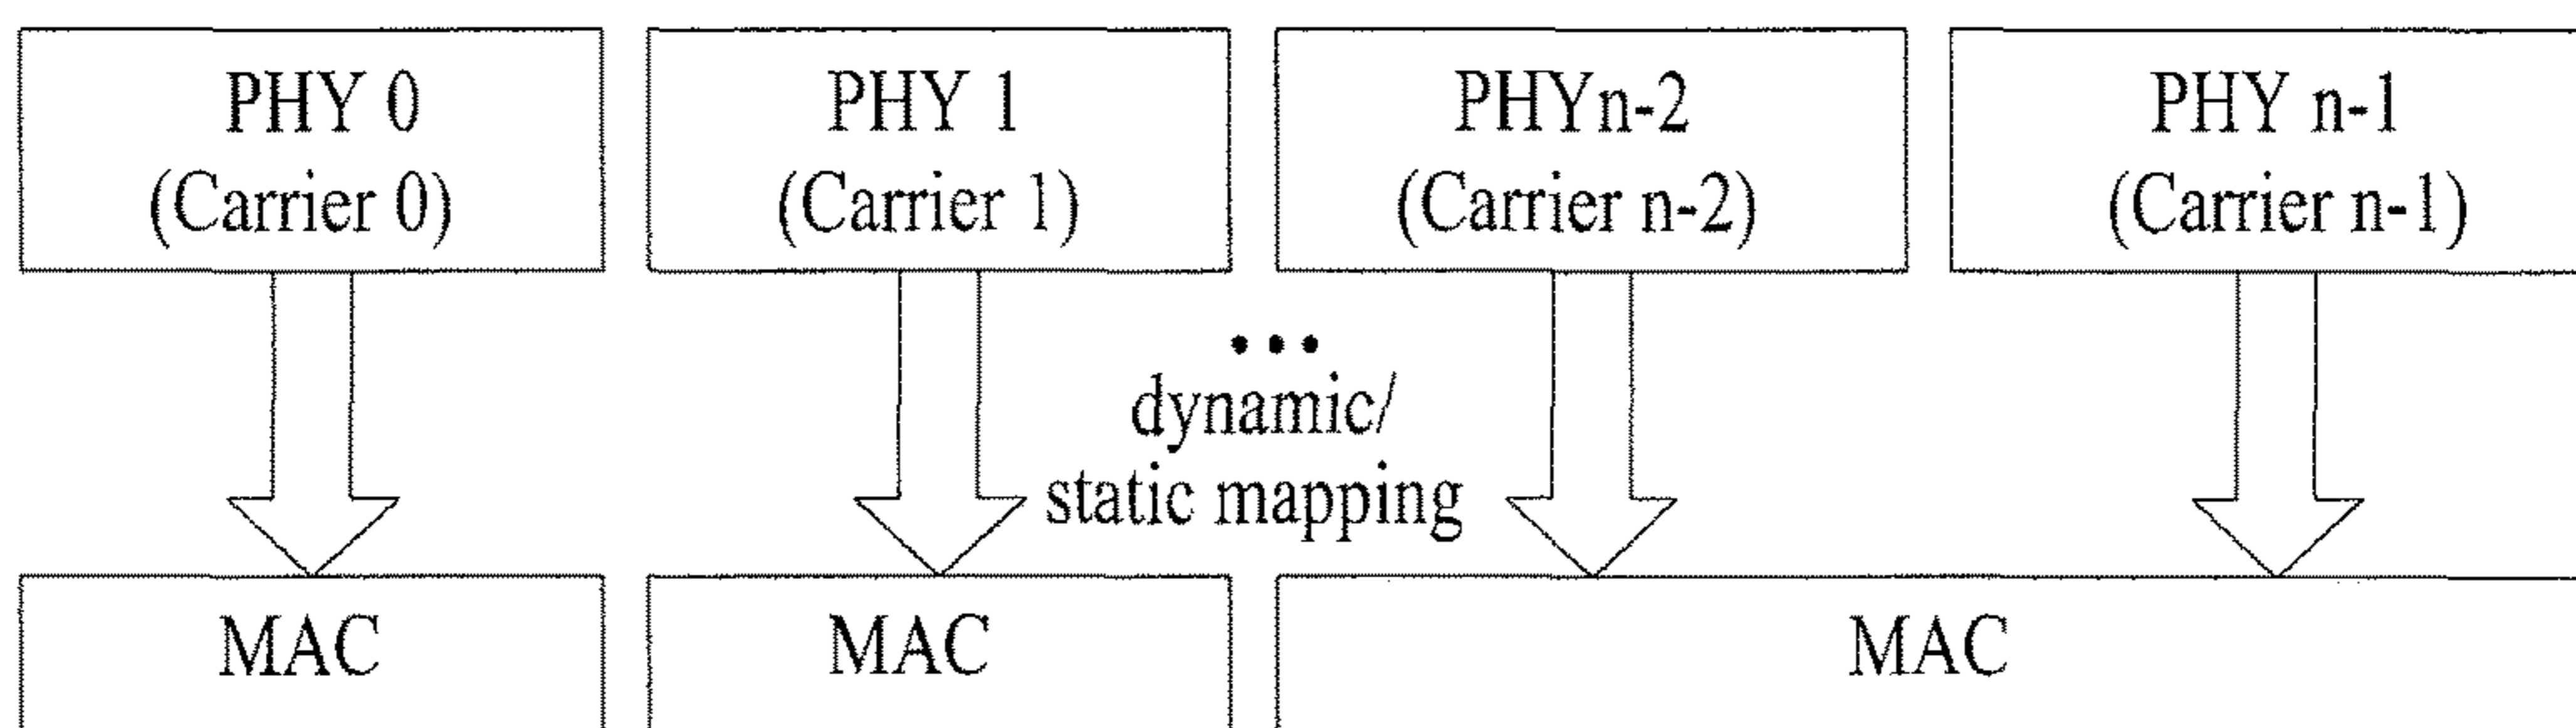 PHY 0
(Carrier 0)
PHY 1
(Carrier 1)
PHYn-2
(Carrier n-2)
PHY n-1
(Carrier n-1)
•••
dynamic/
static mapping
MAC
MAC
MAC